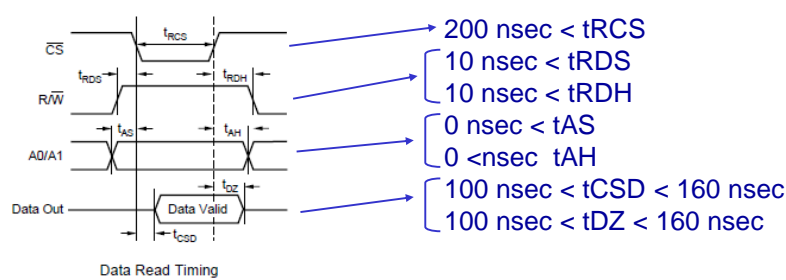 tRCS
CS
tRDS
tRDH
R/W
tAS
tAH
A0/A1
tDZ
Data Out
Data Valid
tCSD
Data Read Timing
200 nsec < tRCS
10 nsec < tRDS
10 nsec < tRDH
0 nsec < tAS
0 <nsec tAH
100 nsec < tCSD < 160 nsec
100 nsec < tDZ < 160 nsec